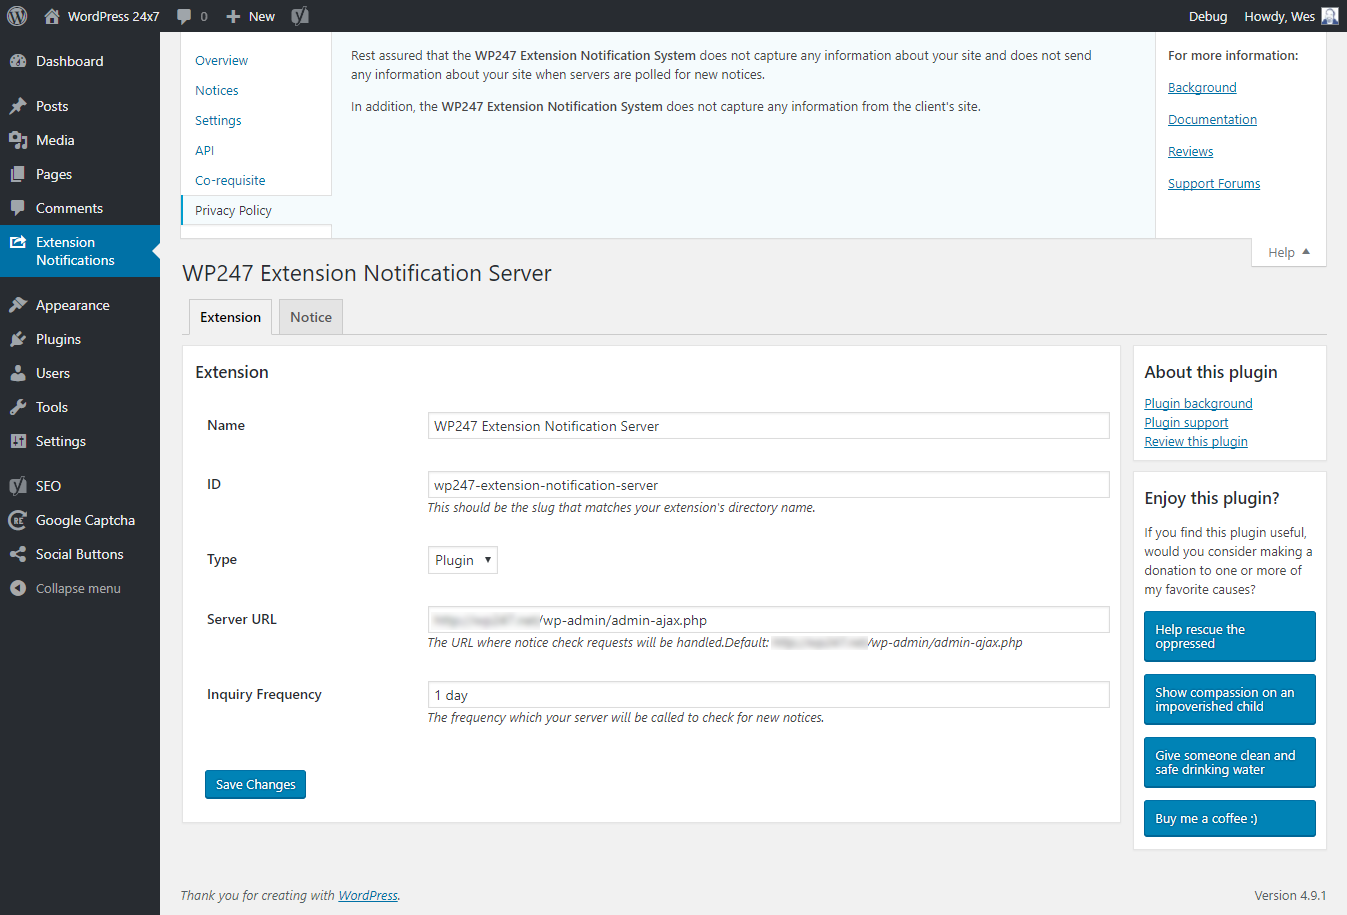 WordPress 24x7 0 New Debug Howdy, Wes
Dashboard
Posts
Media
Pages
Comments
Extension
Notifications
Appearance
Plugins
Users
Tools
Settings
SEO
Google Captcha
Social Buttons
Collapse menu
Overview
Notices
Settings
API
Co-requisite
Privacy Policy
Rest assured that the WP247 Extension Notification System does not capture any information about your site and does not send
any information about your site when servers are polled for new notices.
In addition, the WP247 Extension Notification System does not capture any information from the client's site.
For more information:
Background
Documentation
Reviews
Support Forums
Help
WP247 Extension Notification Server
Extension Notice
Extension
Name WP247 Extension Notification Server
ID wp247-extension-notification-server
This should be the slug that matches your extension's directory name.
Type Plugin
Server URL /wp-admin/admin-ajax.php
The URL where notice check requests will be handled.Default: /wp-admin/admin-ajax.php
Inquiry Frequency 1 day
The frequency which your server will be called to check for new notices.
Save Changes
About this plugin
Plugin background
Plugin support
Review this plugin
Enjoy this plugin?
If you find this plugin useful,
would you consider making a
donation to one or more of
my favorite causes?
Help rescue the
oppressed
Show compassion on an
impoverished child
Give someone clean and
safe drinking water
Buy me a coffee :)
Thank you for creating with WordPress.
Version 4.9.1